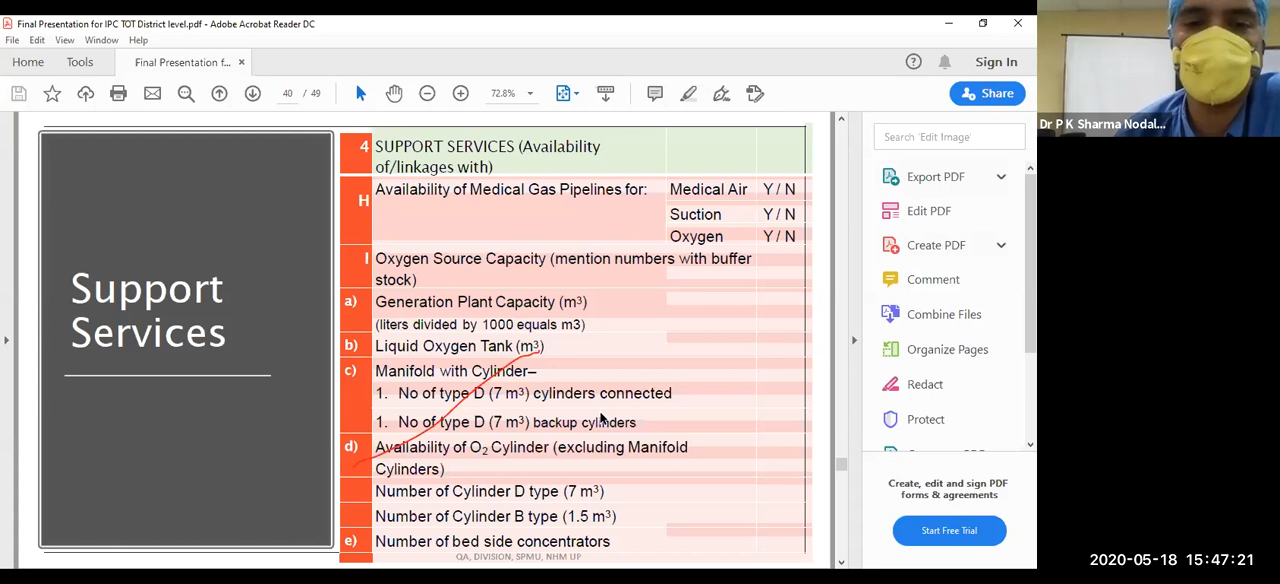 Final Presentation for IPC TOT District level.pdf - Adobe Acrobat Reader DC
File Edit View Window Help
Home Tools Final Presentation f... × Sign In
40 / 49 72.8% Share
Support
Services
4 SUPPORT SERVICES (Availability
of/linkages with)
H Availability of Medical Gas Pipelines for: Medical Air Y / N
Suction Y / N
Oxygen Y / N
I Oxygen Source Capacity (mention numbers with buffer
stock)
a) Generation Plant Capacity (m³)
(liters divided by 1000 equals m3)
b) Liquid Oxygen Tank (m³)
c) Manifold with Cylinder–
1. No of type D (7 m³) cylinders connected
1. No of type D (7 m³) backup cylinders
d) Availability of O₂ Cylinder (excluding Manifold
Cylinders)
Number of Cylinder D type (7 m³)
Number of Cylinder B type (1.5 m³)
e) Number of bed side concentrators
QA, DIVISION, SPMU, NHM UP
Search 'Edit Image'
Export PDF
Edit PDF
Create PDF
Comment
Combine Files
Organize Pages
Redact
Protect
Create, edit and sign PDF
forms & agreements
Start Free Trial
Dr P K Sharma Nodal...
2020-05-18 15:47:21